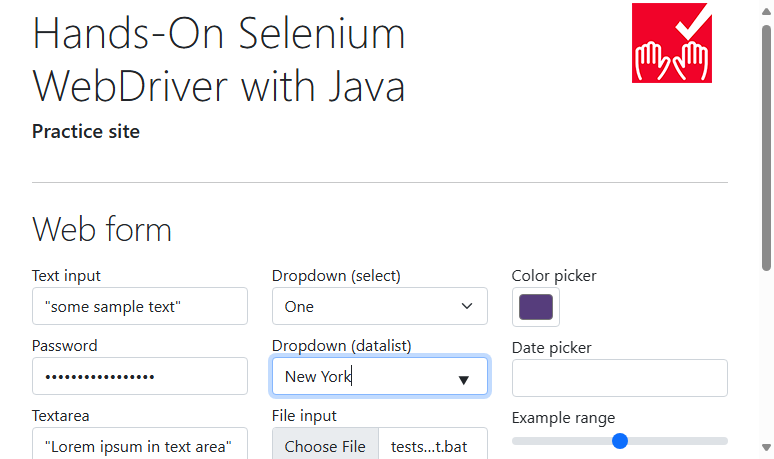 Hands-On Selenium
WebDriver with Java
Practice site
Web form
Text input
"some sample text"
Password
•••••••••••••••••
Textarea
"Lorem ipsum in text area"
Dropdown (select)
One
Dropdown (datalist)
New York
File input
Choose File tests...t.bat
Color picker
Date picker
Example range